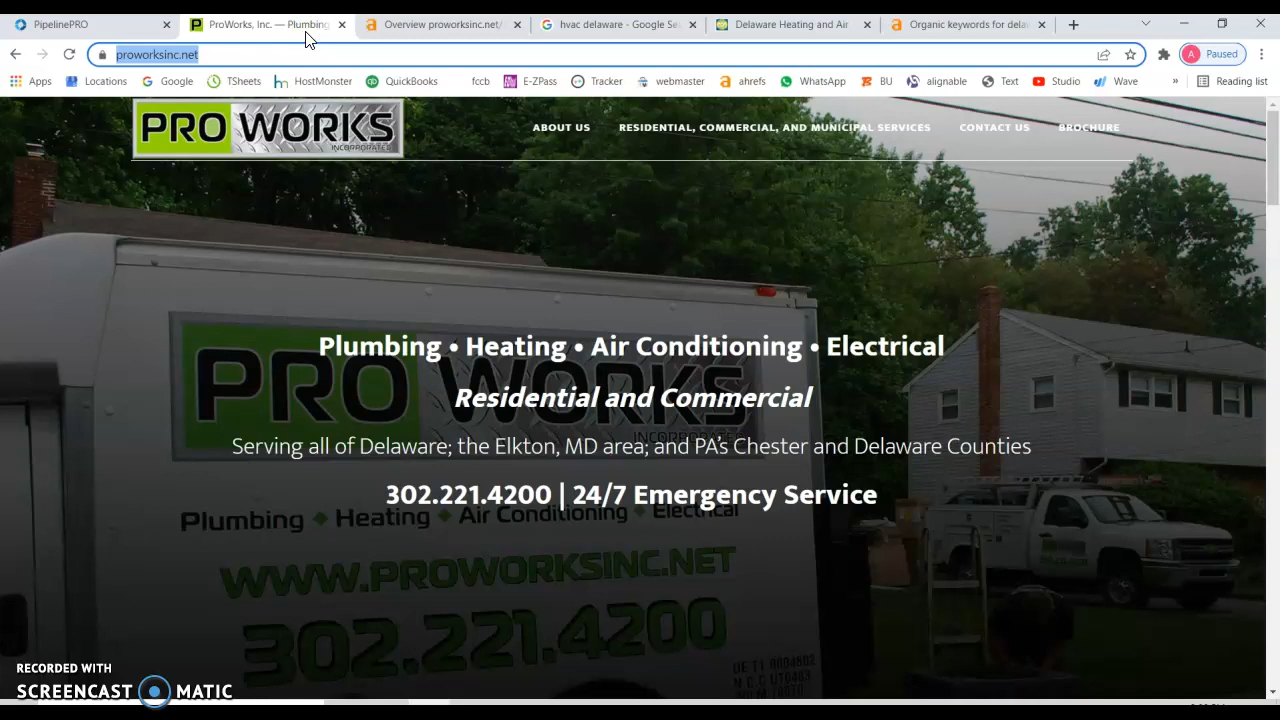 PipelinePRO
ProWorks, Inc. — Plumbing
Overview proworksinc.net/
hvac delaware - Google Se
Delaware Heating and Air
Organic keywords for dela
proworksinc.net
A Paused
Apps Locations Google TSheets HostMonster QuickBooks fccb E-ZPass Tracker webmaster ahrefs WhatsApp BU alignable Text Studio Wave » Reading list
PRO WORKS
INCORPORATED
ABOUT US RESIDENTIAL, COMMERCIAL, AND MUNICIPAL SERVICES CONTACT US BROCHURE
Plumbing • Heating • Air Conditioning • Electrical
PRO WORKS
Residential and Commercial
INCORPORATED
Serving all of Delaware; the Elkton, MD area; and PA's Chester and Delaware Counties
302.221.4200 | 24/7 Emergency Service
Plumbing Heating Air Conditioning Electrical
WWW.PROWORKSINC.NET
302.221.4200
RECORDED WITH
SCREENCAST MATIC